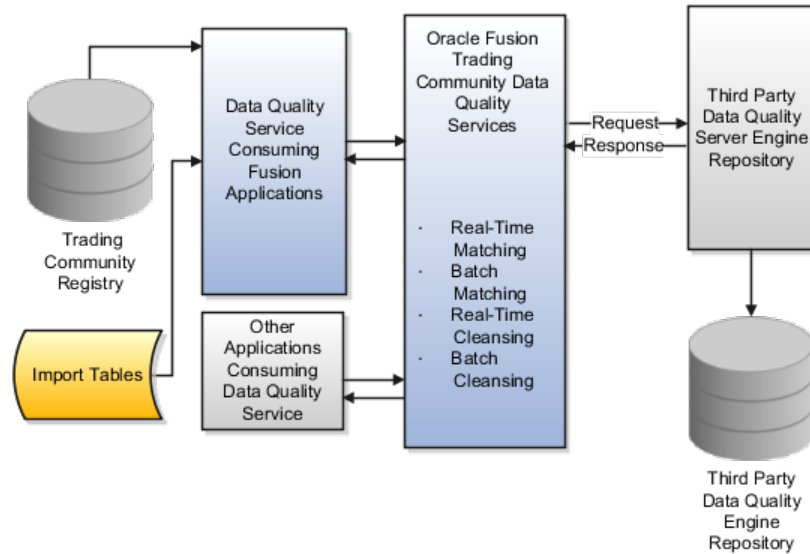 Trading
Community
Registry
Import Tables
Data Quality
Service
Consuming
Fusion
Applications
Other
Applications
Consuming
Data Quality
Service
Oracle Fusion
Trading
Community Data
Quality
Services
· Real-Time
Matching
· Batch
Matching
· Real-Time
Cleansing
· Batch
Cleansing
Request
Response
Third Party
Data Quality
Server Engine
Repository
Third Party
Data Quality
Engine
Repository